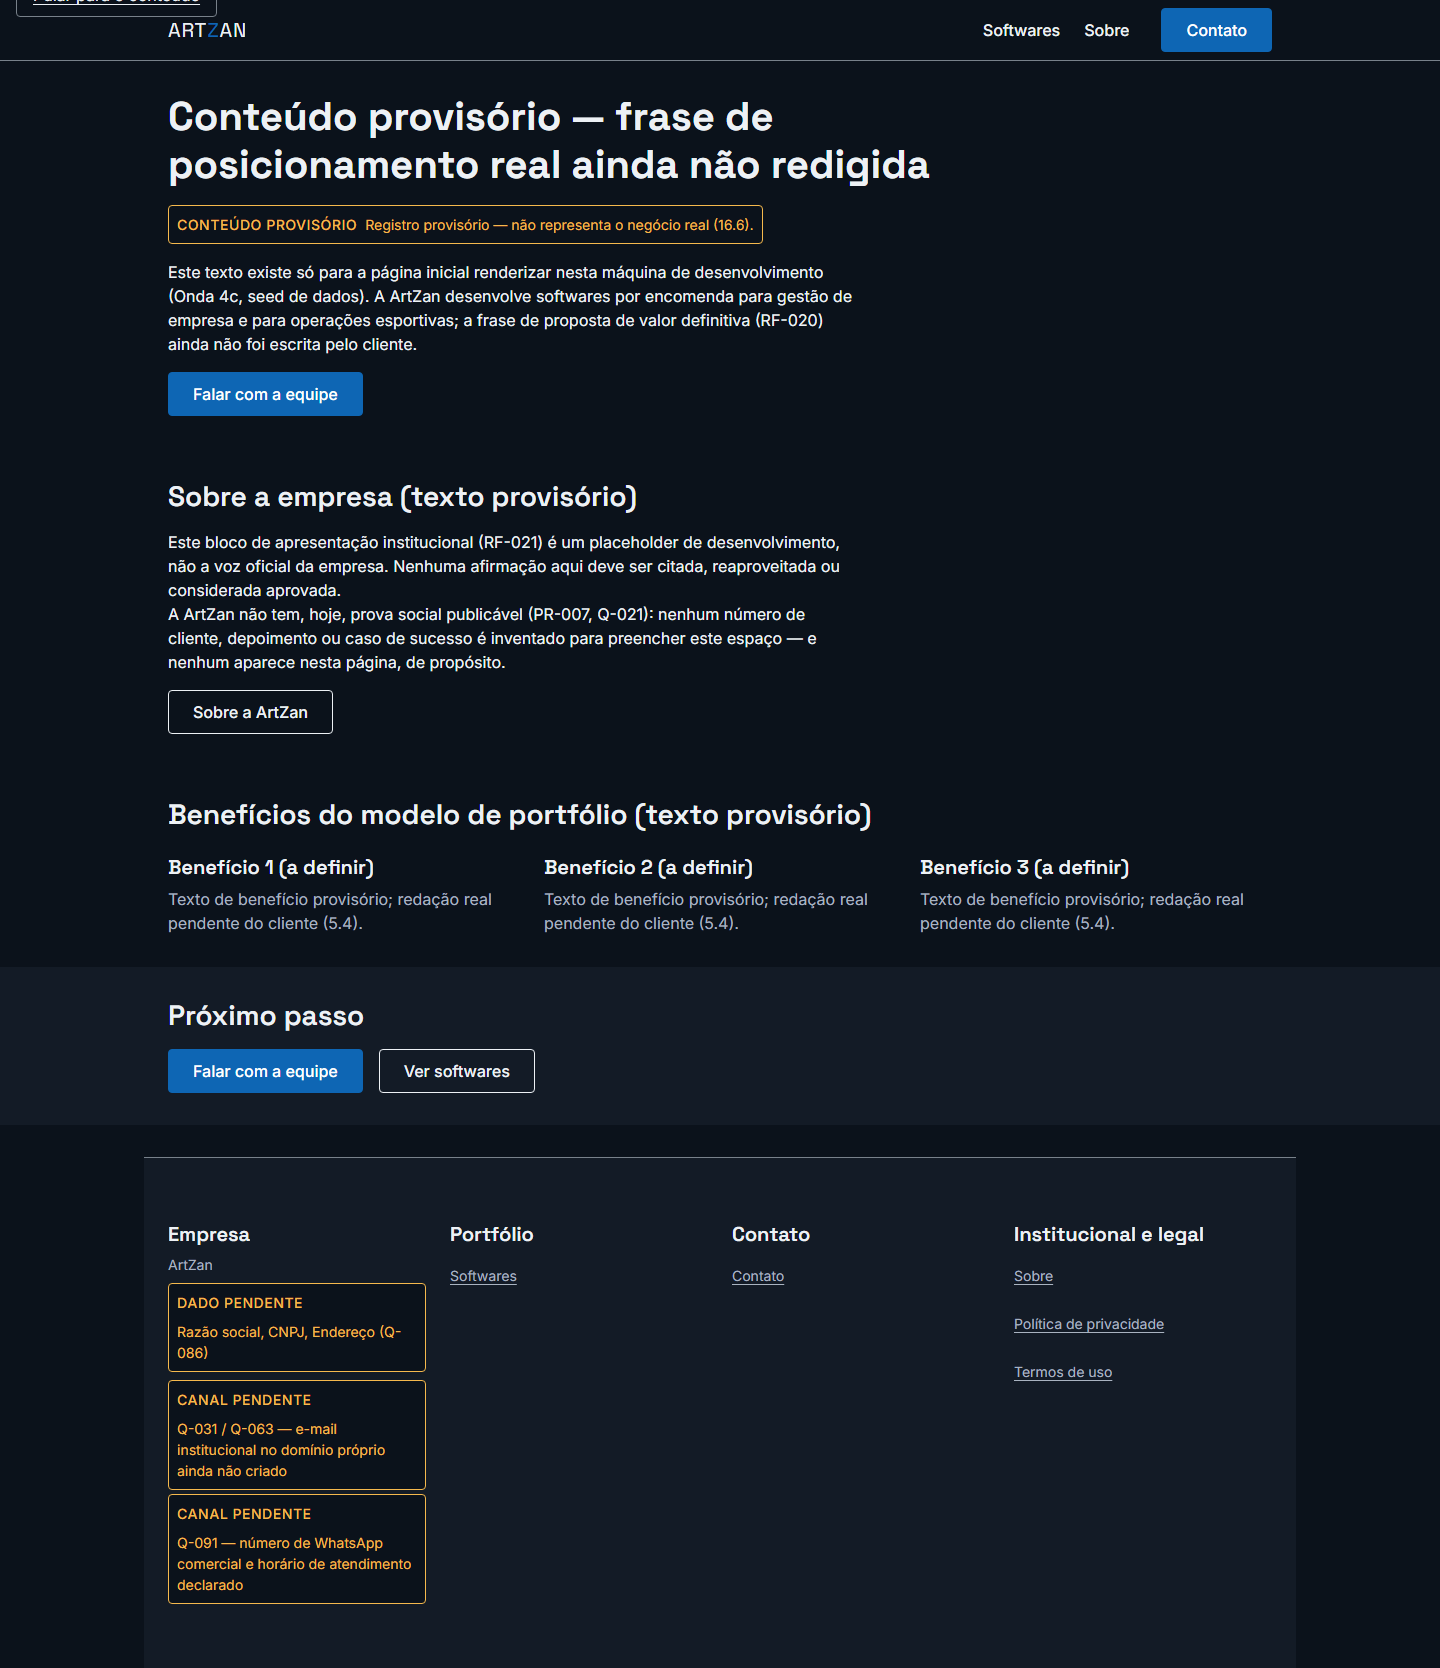 para o conteúdo
ARTZAN
Softwares
Sobre
Contato
Conteúdo provisório — frase de
posicionamento real ainda não redigida
CONTEÚDO PROVISÓRIO Registro provisório — não representa o negócio real (16.6).
Este texto existe só para a página inicial renderizar nesta máquina de desenvolvimento
(Onda 4c, seed de dados). A ArtZan desenvolve softwares por encomenda para gestão de
empresa e para operações esportivas; a frase de proposta de valor definitiva (RF-020)
ainda não foi escrita pelo cliente.
Falar com a equipe
Sobre a empresa (texto provisório)
Este bloco de apresentação institucional (RF-021) é um placeholder de desenvolvimento,
não a voz oficial da empresa. Nenhuma afirmação aqui deve ser citada, reaproveitada ou
considerada aprovada.
A ArtZan não tem, hoje, prova social publicável (PR-007, Q-021): nenhum número de
cliente, depoimento ou caso de sucesso é inventado para preencher este espaço — e
nenhum aparece nesta página, de propósito.
Sobre a ArtZan
Benefícios do modelo de portfólio (texto provisório)
Benefício 1 (a definir)
Texto de benefício provisório; redação real
pendente do cliente (5.4).
Benefício 2 (a definir)
Texto de benefício provisório; redação real
pendente do cliente (5.4).
Benefício 3 (a definir)
Texto de benefício provisório; redação real
pendente do cliente (5.4).
Próximo passo
Falar com a equipe
Ver softwares
Empresa
ArtZan
DADO PENDENTE
Razão social, CNPJ, Endereço (Q-
086)
CANAL PENDENTE
Q-031 / Q-063 — e-mail
institucional no domínio próprio
ainda não criado
CANAL PENDENTE
Q-091 — número de WhatsApp
comercial e horário de atendimento
declarado
Portfólio
Softwares
Contato
Contato
Institucional e legal
Sobre
Política de privacidade
Termos de uso